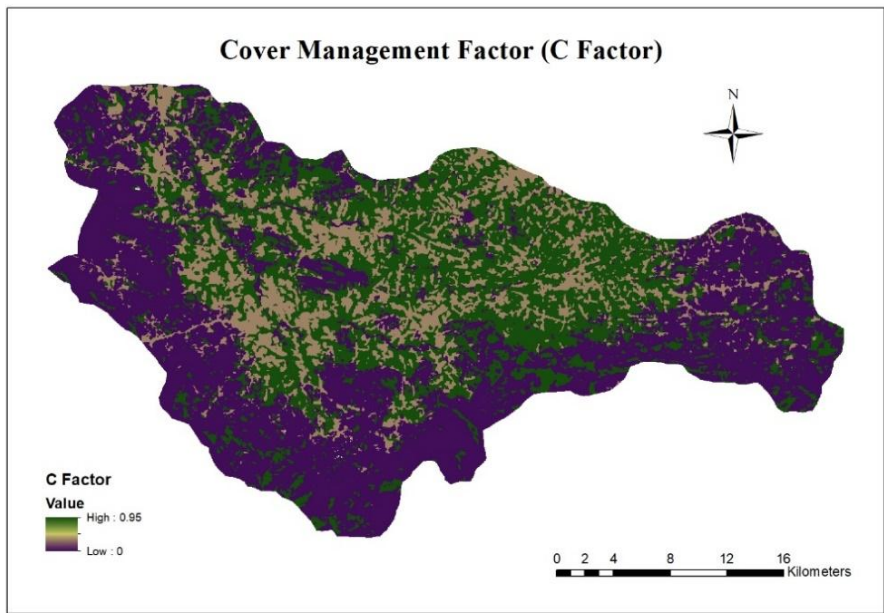 Cover Management Factor (C Factor)
N
C Factor
Value
High : 0.95
Low : 0
0 2 4 8 12 16
Kilometers